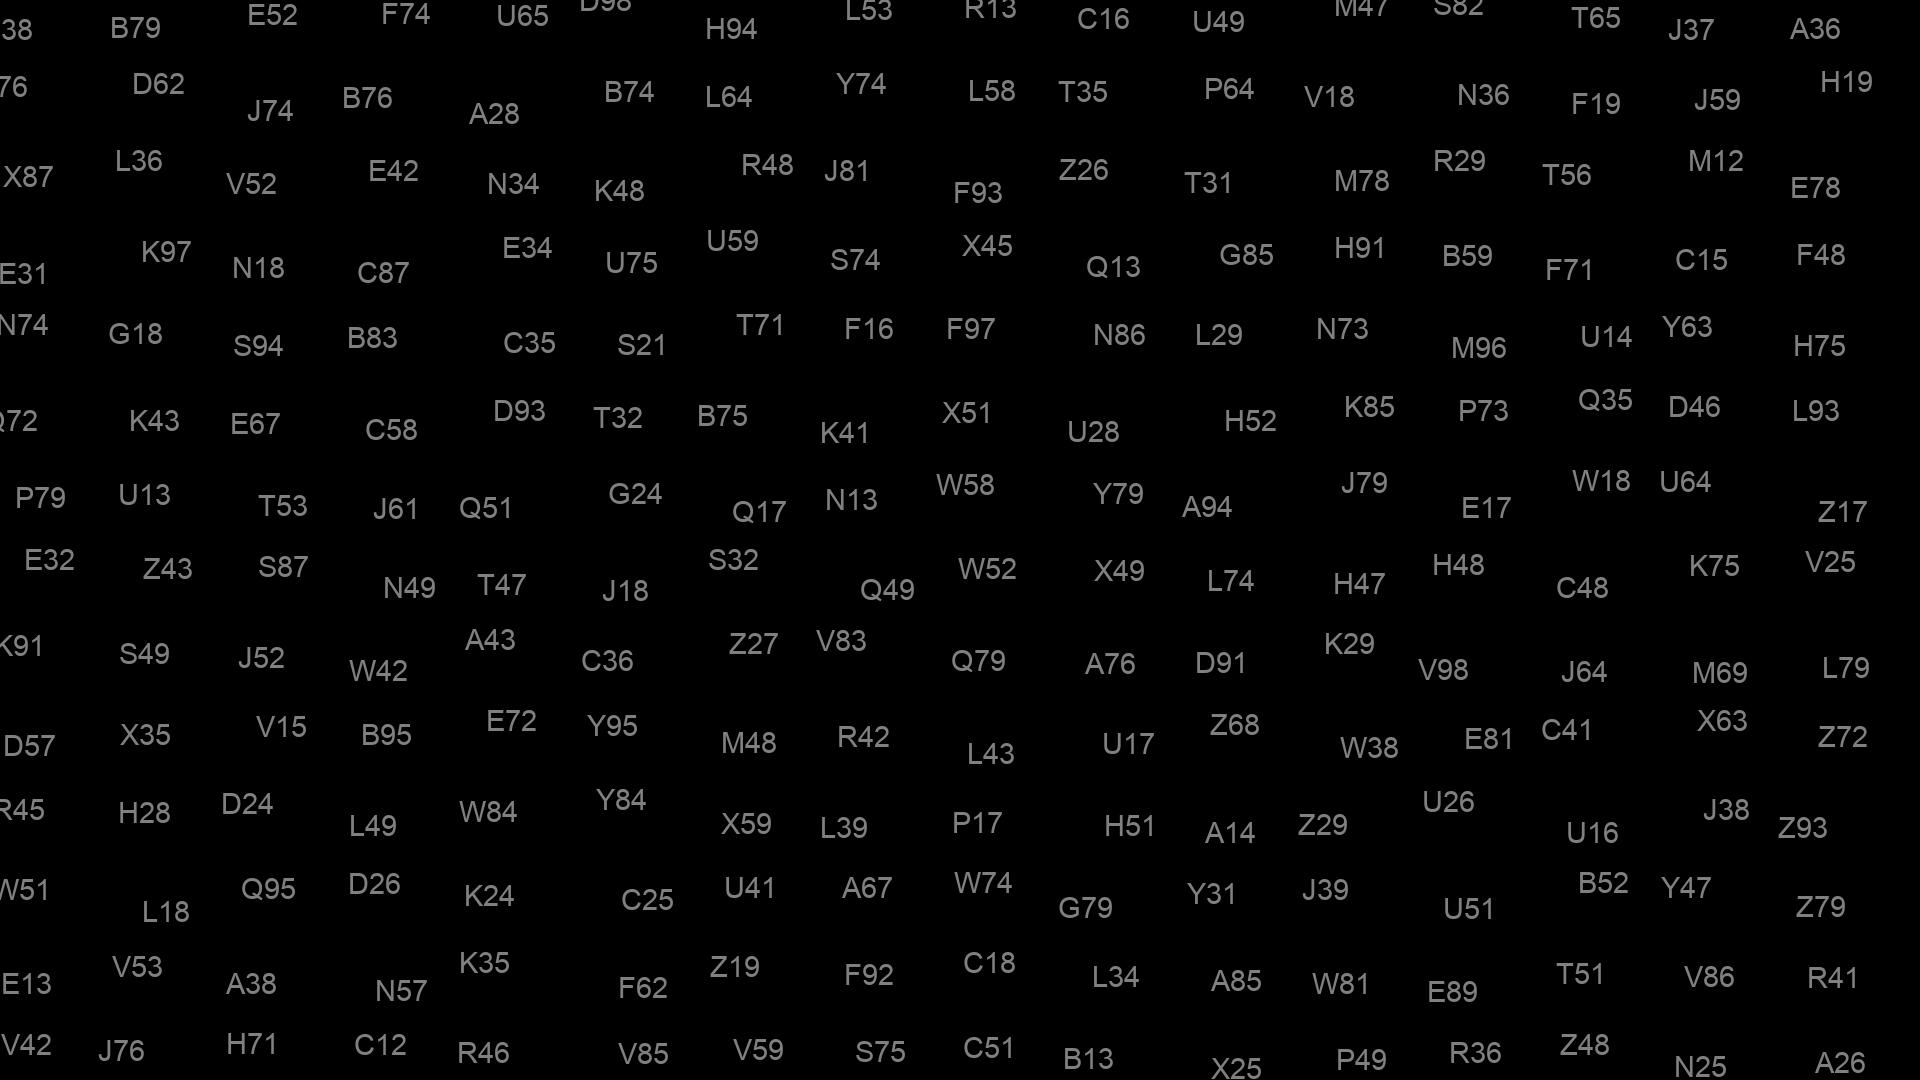 38 B79 E52 F74 U65 D98 H94 L53 R13 C16 U49 M47 S82 T65 J37 A36
76 D62 J74 B76 A28 B74 L64 Y74 L58 T35 P64 V18 N36 F19 J59 H19
X87 L36 V52 E42 N34 K48 R48 J81 F93 Z26 T31 M78 R29 T56 M12 E78
E31 K97 N18 C87 E34 U75 U59 S74 X45 Q13 G85 H91 B59 F71 C15 F48
N74 G18 S94 B83 C35 S21 T71 F16 F97 N86 L29 N73 M96 U14 Y63 H75
Q72 K43 E67 C58 D93 T32 B75 K41 X51 U28 H52 K85 P73 Q35 D46 L93
P79 U13 T53 J61 Q51 G24 Q17 N13 W58 Y79 A94 J79 E17 W18 U64 Z17
E32 Z43 S87 N49 T47 J18 S32 Q49 W52 X49 L74 H47 H48 C48 K75 V25
K91 S49 J52 W42 A43 C36 Z27 V83 Q79 A76 D91 K29 V98 J64 M69 L79
D57 X35 V15 B95 E72 Y95 M48 R42 L43 U17 Z68 W38 E81 C41 X63 Z72
R45 H28 D24 L49 W84 Y84 X59 L39 P17 H51 A14 Z29 U26 U16 J38 Z93
W51 L18 Q95 D26 K24 C25 U41 A67 W74 G79 Y31 J39 U51 B52 Y47 Z79
E13 V53 A38 N57 K35 F62 Z19 F92 C18 L34 A85 W81 E89 T51 V86 R41
V42 J76 H71 C12 R46 V85 V59 S75 C51 B13 X25 P49 R36 Z48 N25 A26